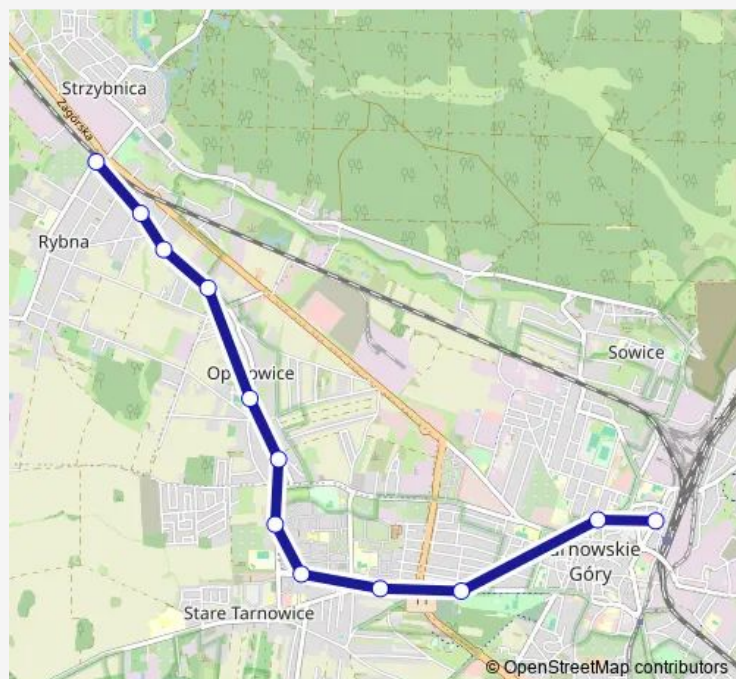 Strzybnica
Zagórska
Rybna
Sowice
Góry
Stare Tarnowice
© OpenStreetMap contributors